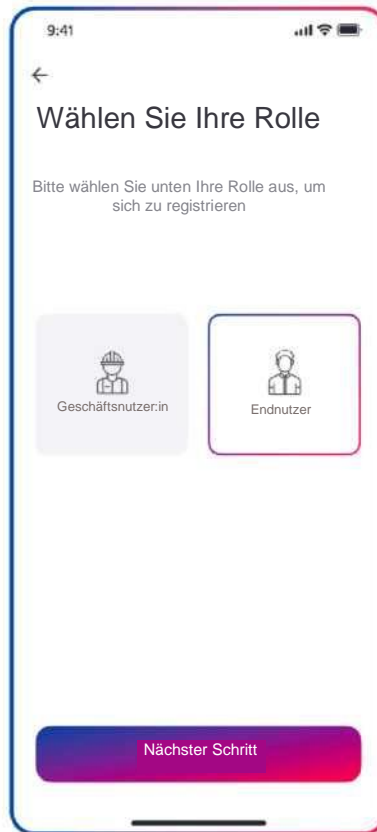 9:41
Wählen Sie Ihre Rolle
Bitte wählen Sie unten Ihre Rolle aus, um
sich zu registrieren
Geschäftsnutzer:in
Endnutzer
Nächster Schritt